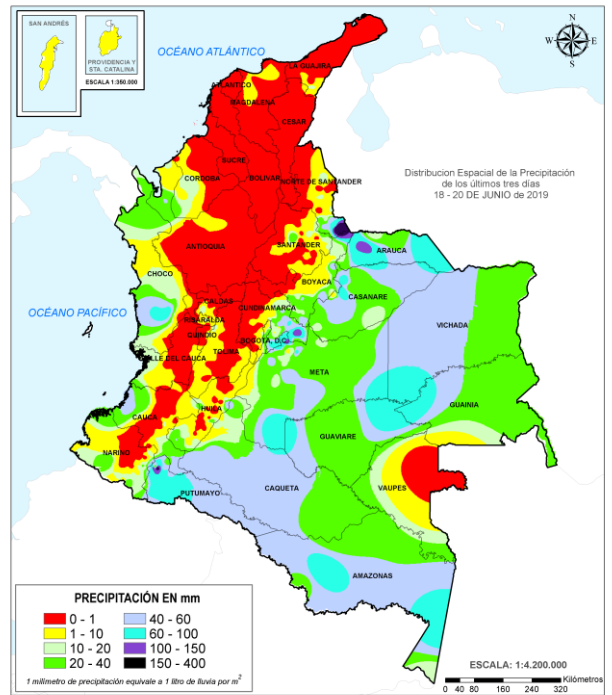 SAN ANDRÉS
PROVIDENCIA Y
STA. CATALINA
ESCALA 1:350.000
OCÉANO ATLÁNTICO
N
W
E
S
Distribucion Espacial de la Precipitación
de los últimos tres días
18 - 20 DE JUNIO de 2019
LA GUAJIRA
ATLANTICO
MAGDALENA
CESAR
SUCRE
CORDOBA
BOLIVAR
NORTE DE SANTANDER
ANTIOQUIA
SANTANDER
ARAUCA
CHOCO
BOYACA
CASANARE
OCÉANO PACÍFICO
CALDAS
CUNDINAMARCA
RISARALDA
VICHADA
QUINDIO
BOGOTA, D.C.
VALLE DEL CAUCA
TOLIMA
META
GUAINIA
HUILA
CAUCA
GUAVIARE
NARIÑO
VAUPES
CAQUETA
PUTUMAYO
AMAZONAS
PRECIPITACIÓN EN mm
0 - 1
40 - 60
1 - 10
60 - 100
10 - 20
100 - 150
20 - 40
150 - 400
1 milímetro de precipitación equivale a 1 litro de lluvia por m²
ESCALA: 1:4.200.000
Kilómetros
0 40 80 160 240 320